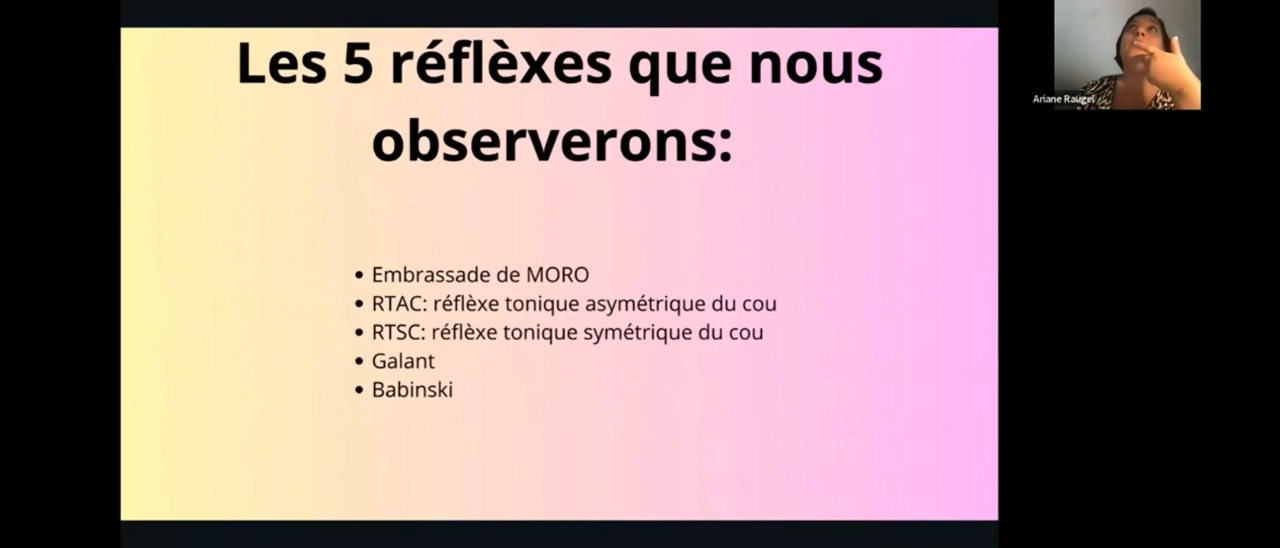 Les 5 réflèxes que nous
observerons:
Embrassade de MORO
RTAC: réflèxe tonique asymétrique du cou
RTSC: réflèxe tonique symétrique du cou
Galant
Babinski
Ariane Raugel